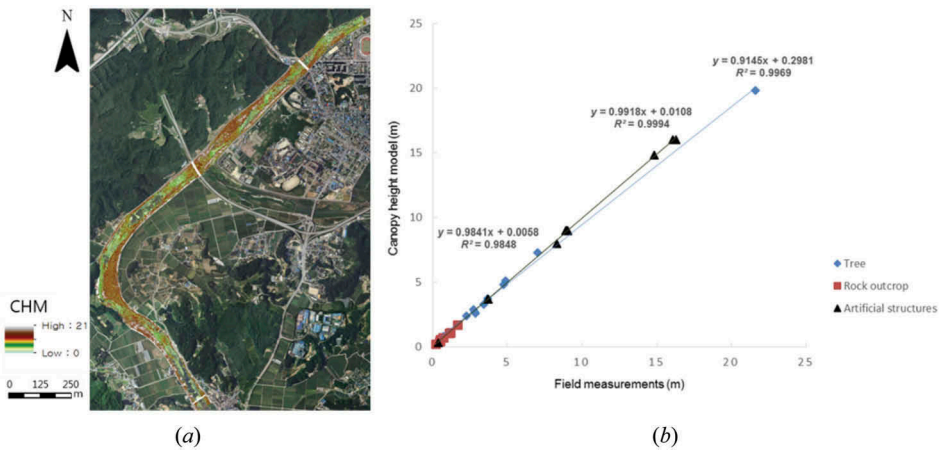 N
CHM
High : 21
Low : 0
0 125 250
m
(a)
Canopy height model (m)
25
20
15
10
5
0
0 5 10 15 20 25
Field measurements (m)
y = 0.9145x + 0.2981
R² = 0.9969
y = 0.9918x + 0.0108
R² = 0.9994
y = 0.9841x + 0.0058
R² = 0.9848
Tree
Rock outcrop
Artificial structures
(b)